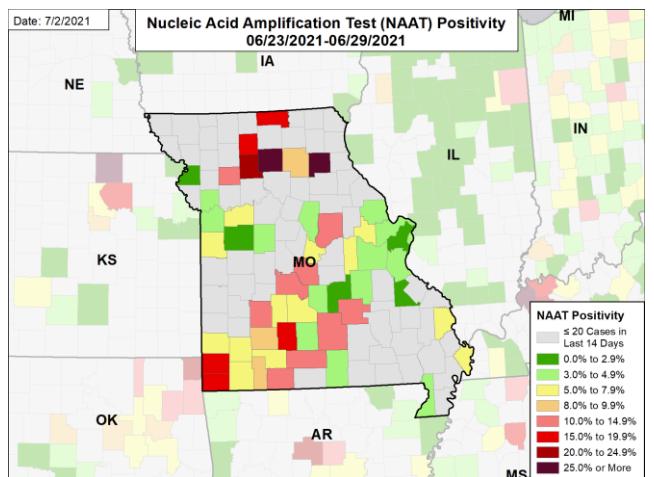 Date: 7/2/2021
Nucleic Acid Amplification Test (NAAT) Positivity
06/23/2021-06/29/2021
MI
IA
NE
IL
IN
KS
MO
OK
AR
MS
NAAT Positivity
≤ 20 Cases in
Last 14 Days
0.0% to 2.9%
3.0% to 4.9%
5.0% to 7.9%
8.0% to 9.9%
10.0% to 14.9%
15.0% to 19.9%
20.0% to 24.9%
25.0% or More